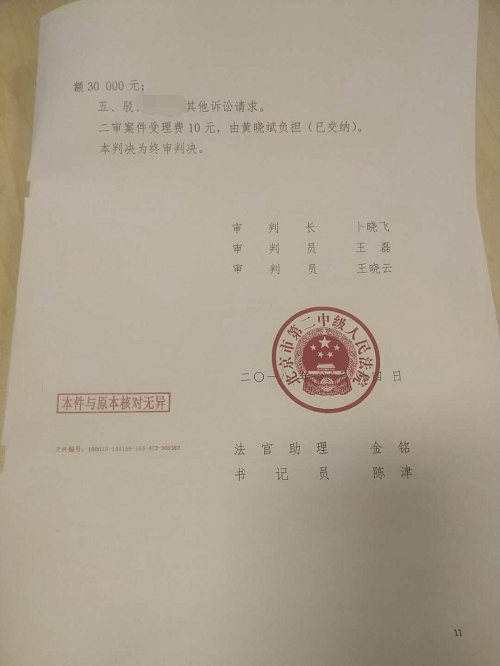 额30 000元；
五、驳 其他诉讼请求。
二审案件受理费10元，由黄晓斌负担（已交纳）。
本判决为终审判决。
审 判 长 卜晓飞
审 判 员 王 磊
审 判 员 王晓云
北京市第二中级人民法院
二〇一 日
本件与原本核对无异
文件编号:
法 官 助 理 金 铭
书 记 员 陈 津
11